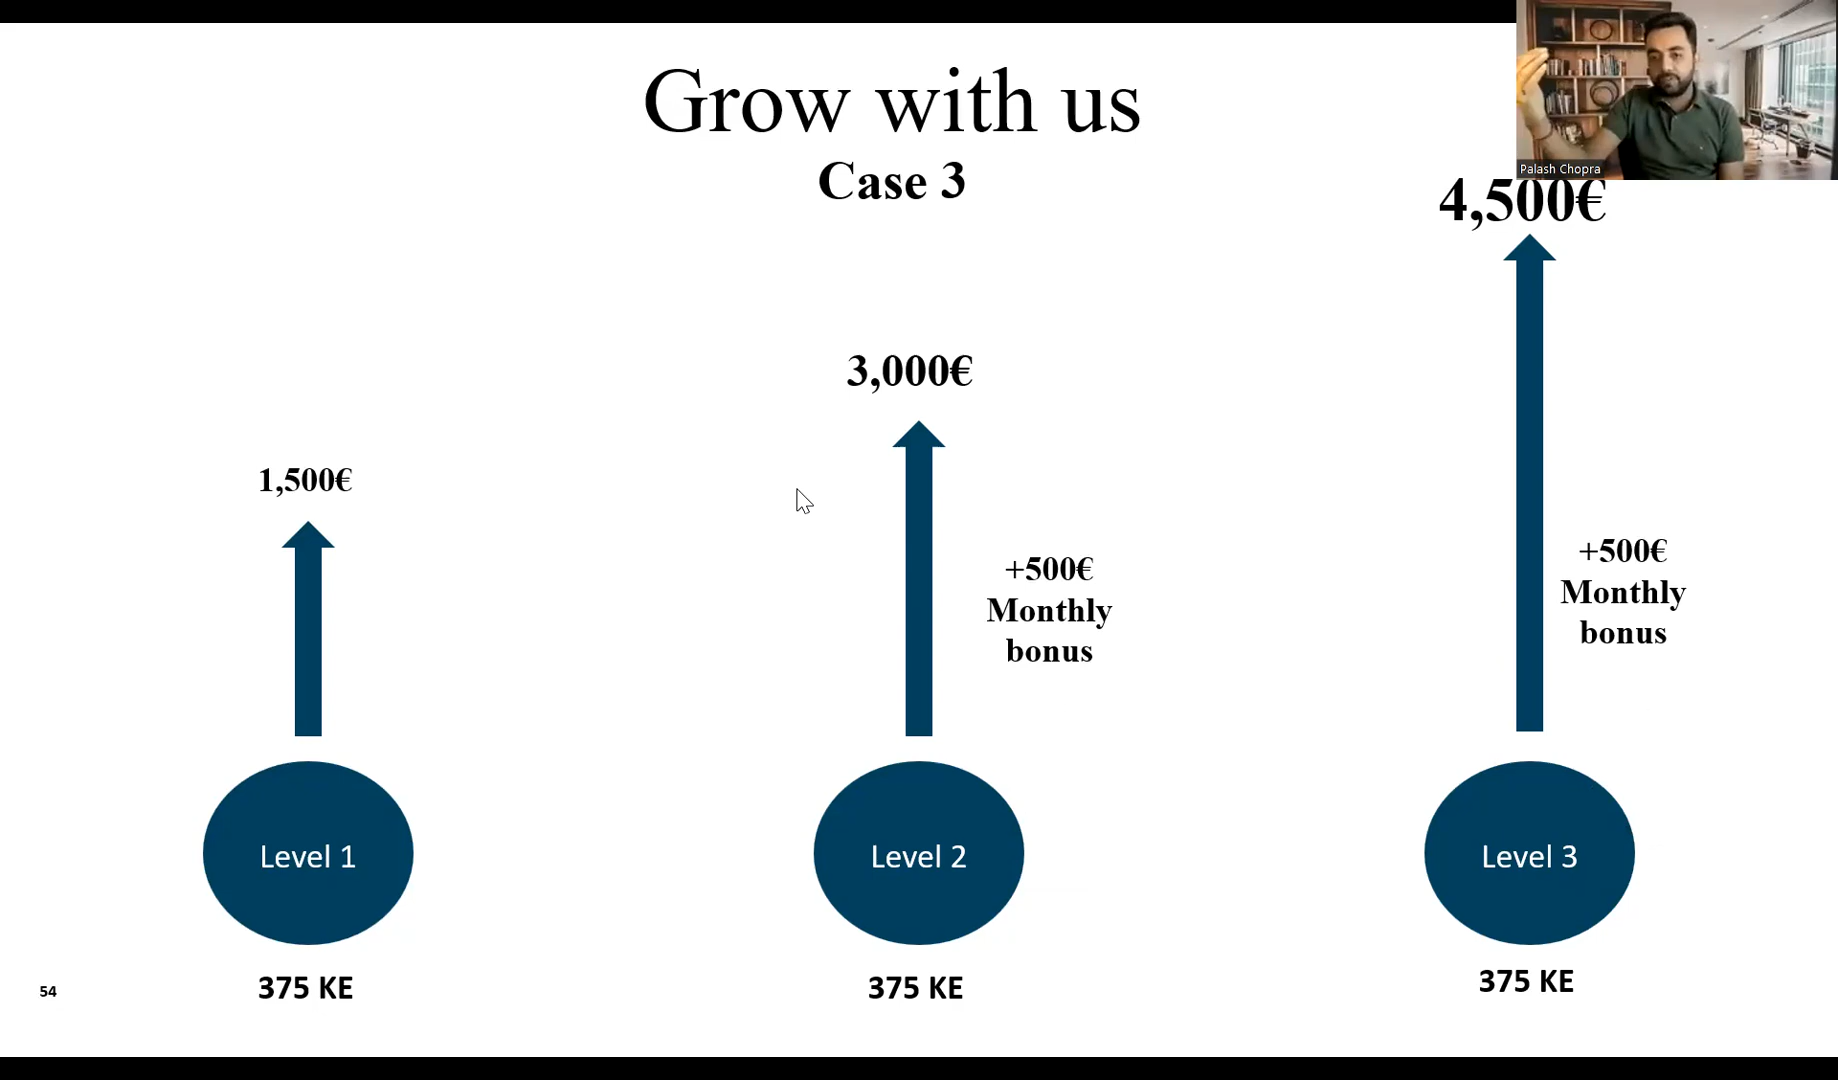 Grow with us
Case 3
Palash Chopra
4,500€
3,000€
1,500€
+500€
Monthly
bonus
+500€
Monthly
bonus
Level 1
Level 2
Level 3
375 KE
375 KE
375 KE
54